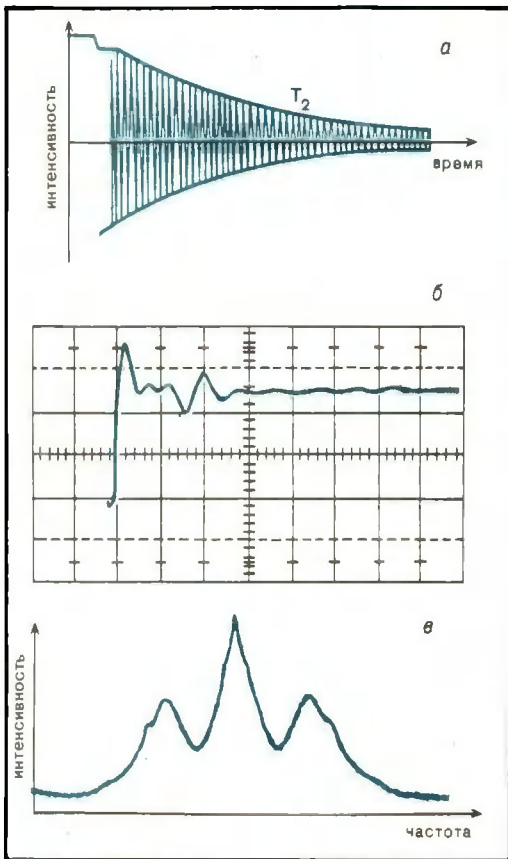 а
T₂
интенсивность
время
б
в
интенсивность
частота